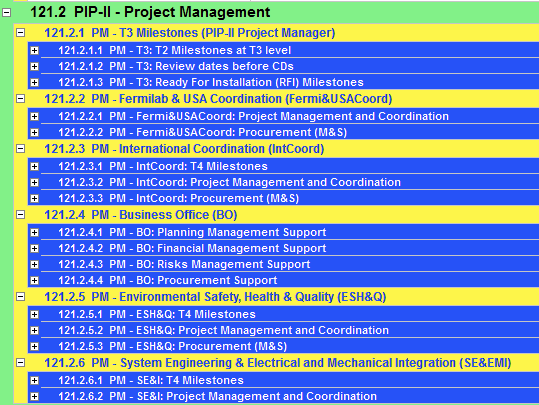 121.2 PIP-II - Project Management
121.2.1 PM - T3 Milestones (PIP-II Project Manager)
121.2.1.1 PM - T3: T2 Milestones at T3 level
121.2.1.2 PM - T3: Review dates before CDs
121.2.1.3 PM - T3: Ready For Installation (RFI) Milestones
121.2.2 PM - Fermilab & USA Coordination (Fermi&USACoord)
121.2.2.1 PM - Fermi&USACoord: Project Management and Coordination
121.2.2.2 PM - Fermi&USACoord: Procurement (M&S)
121.2.3 PM - International Coordination (IntCoord)
121.2.3.1 PM - IntCoord: T4 Milestones
121.2.3.2 PM - IntCoord: Project Management and Coordination
121.2.3.3 PM - IntCoord: Procurement (M&S)
121.2.4 PM - Business Office (BO)
121.2.4.1 PM - BO: Planning Management Support
121.2.4.2 PM - BO: Financial Management Support
121.2.4.3 PM - BO: Risks Management Support
121.2.4.4 PM - BO: Procurement Support
121.2.5 PM - Environmental Safety, Health & Quality (ESH&Q)
121.2.5.1 PM - ESH&Q: T4 Milestones
121.2.5.2 PM - ESH&Q: Project Management and Coordination
121.2.5.3 PM - ESH&Q: Procurement (M&S)
121.2.6 PM - System Engineering & Electrical and Mechanical Integration (SE&EMI)
121.2.6.1 PM - SE&I: T4 Milestones
121.2.6.2 PM - SE&I: Project Management and Coordination